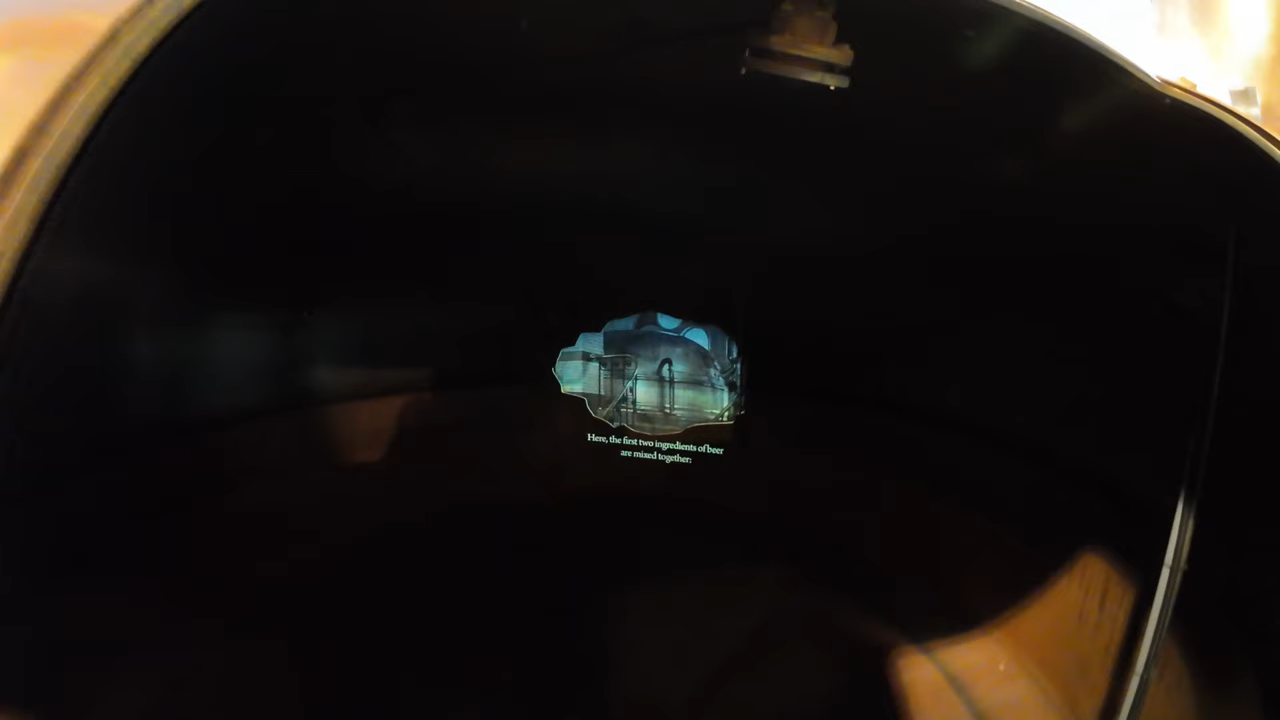 Here, the first two ingredients of beer
are mixed together: